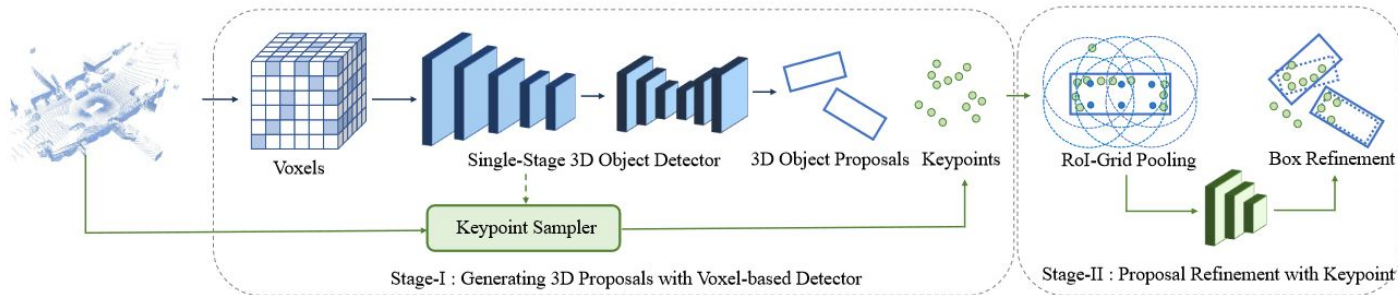 Voxels
Single-Stage 3D Object Detector
3D Object Proposals
Keypoints
Keypoint Sampler
Stage-I : Generating 3D Proposals with Voxel-based Detector
RoI-Grid Pooling
Box Refinement
Stage-II : Proposal Refinement with Keypoint